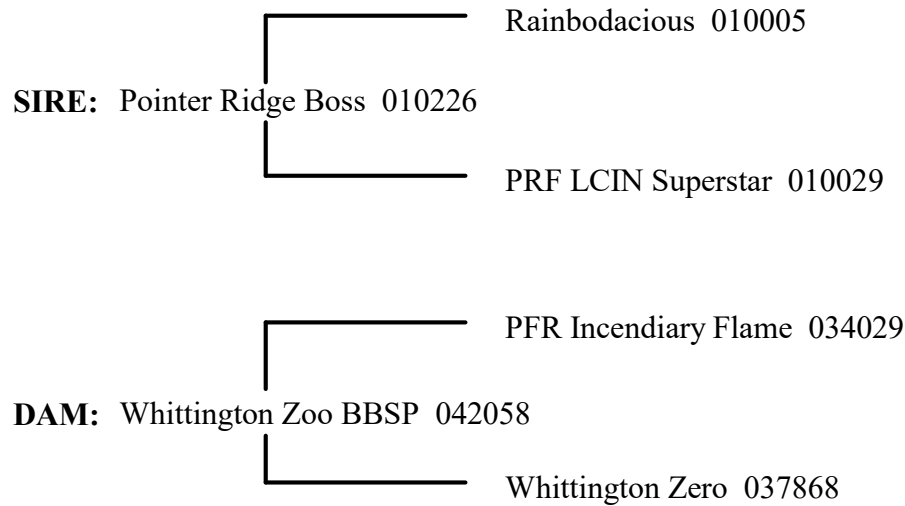 Rainbodacious 010005
SIRE: Pointer Ridge Boss 010226
PRF LCIN Superstar 010029
PFR Incendiary Flame 034029
DAM: Whittington Zoo BBSP 042058
Whittington Zero 037868